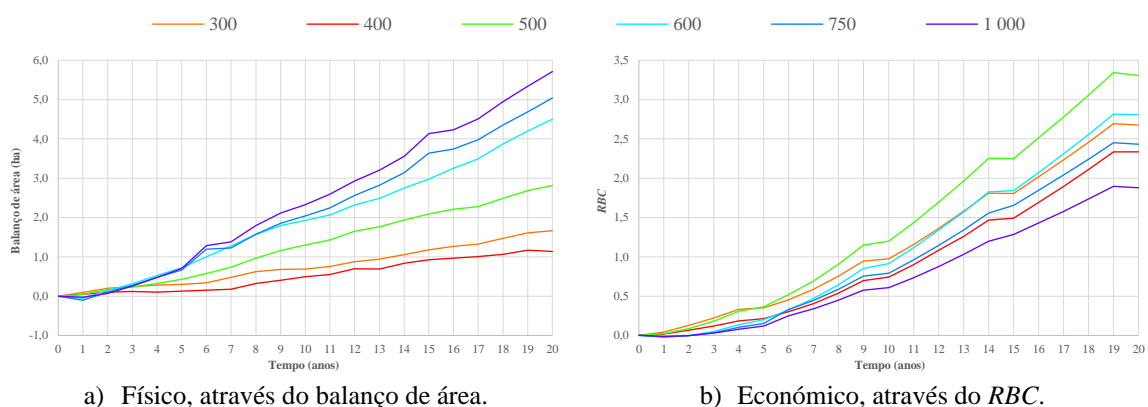 300 400 500 600 750 1 000
6,0
5,0
4,0
3,0
2,0
1,0
0,0
-1,0
Balanço de área (ha)
0 1 2 3 4 5 6 7 8 9 10 11 12 13 14 15 16 17 18 19 20
Tempo (anos)
a) Físico, através do balanço de área.
3,5
3,0
2,5
2,0
1,5
1,0
0,5
0,0
RBC
0 1 2 3 4 5 6 7 8 9 10 11 12 13 14 15 16 17 18 19 20
Tempo (anos)
b) Económico, através do RBC.